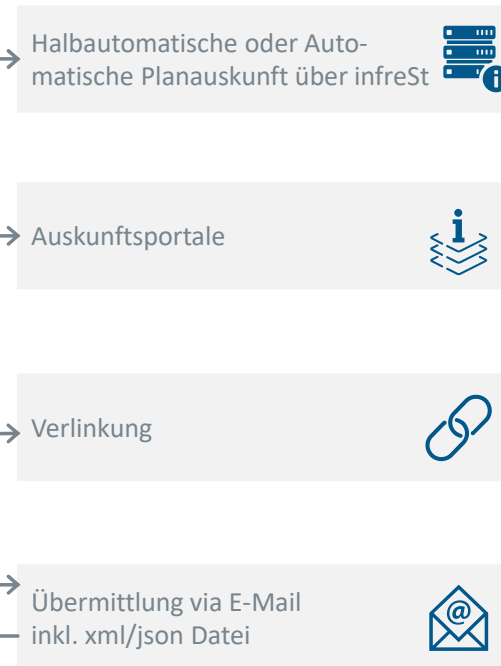 Halbautomatische oder Auto-
matische Planauskunft über infreSt
Auskunftsportale
Verlinkung
Übermittlung via E-Mail
inkl. xml/json Datei